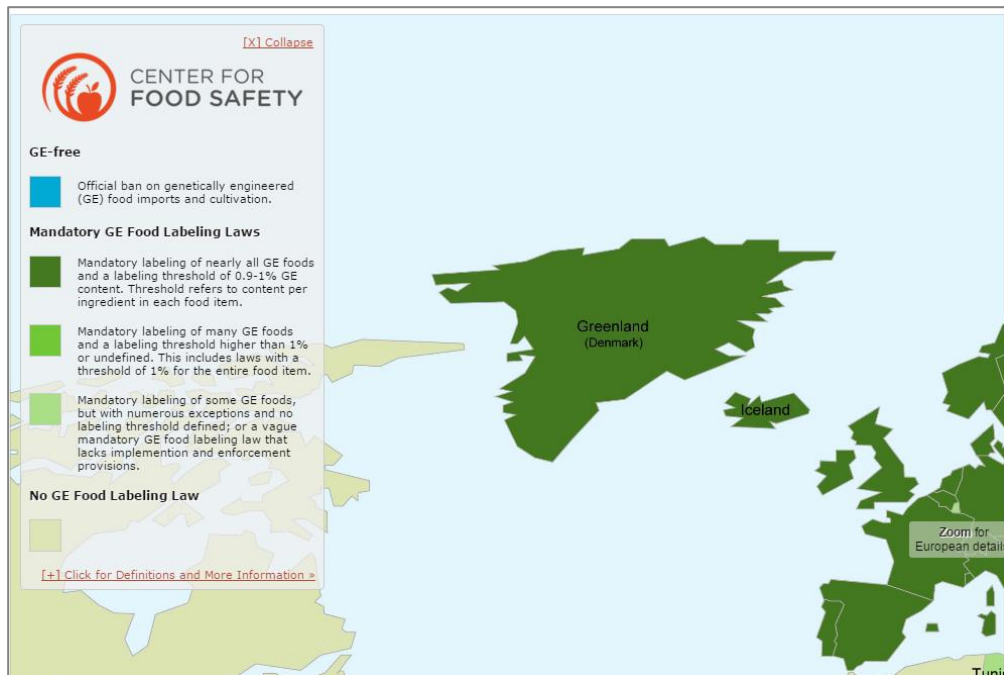 [X] Collapse
CENTER FOR
FOOD SAFETY
GE-free
Official ban on genetically engineered
(GE) food imports and cultivation.
Mandatory GE Food Labeling Laws
Mandatory labeling of nearly all GE foods
and a labeling threshold of 0.9-1% GE
content. Threshold refers to content per
ingredient in each food item.
Mandatory labeling of many GE foods
and a labeling threshold higher than 1%
or undefined. This includes laws with a
threshold of 1% for the entire food item.
Mandatory labeling of some GE foods,
but with numerous exceptions and no
labeling threshold defined; or a vague
mandatory GE food labeling law that
lacks implemention and enforcement
provisions.
No GE Food Labeling Law
[+] Click for Definitions and More Information »
Greenland
(Denmark)
Iceland
Zoom for
European details